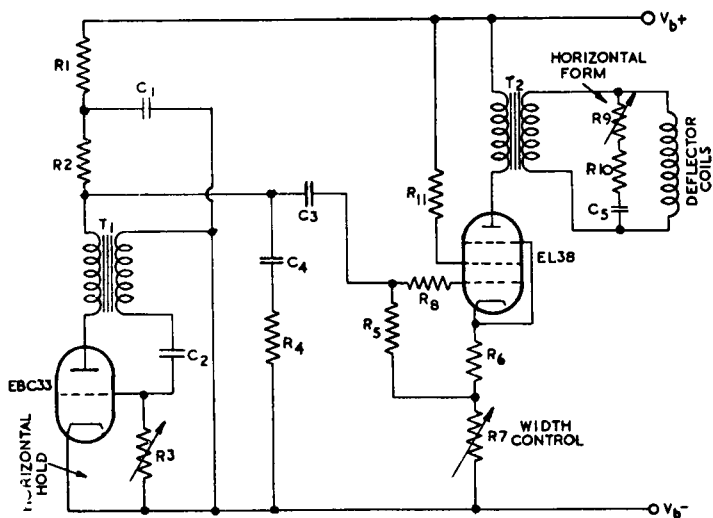 Vb+
R1
C1
R2
T1
C2
EBC33
R3
HORIZONTAL
HOLD
C3
C4
R4
R5
R8
R11
T2
HORIZONTAL
FORM
R9
R10
C5
DEFLECTOR
COILS
EL38
R6
R7
WIDTH
CONTROL
Vb-